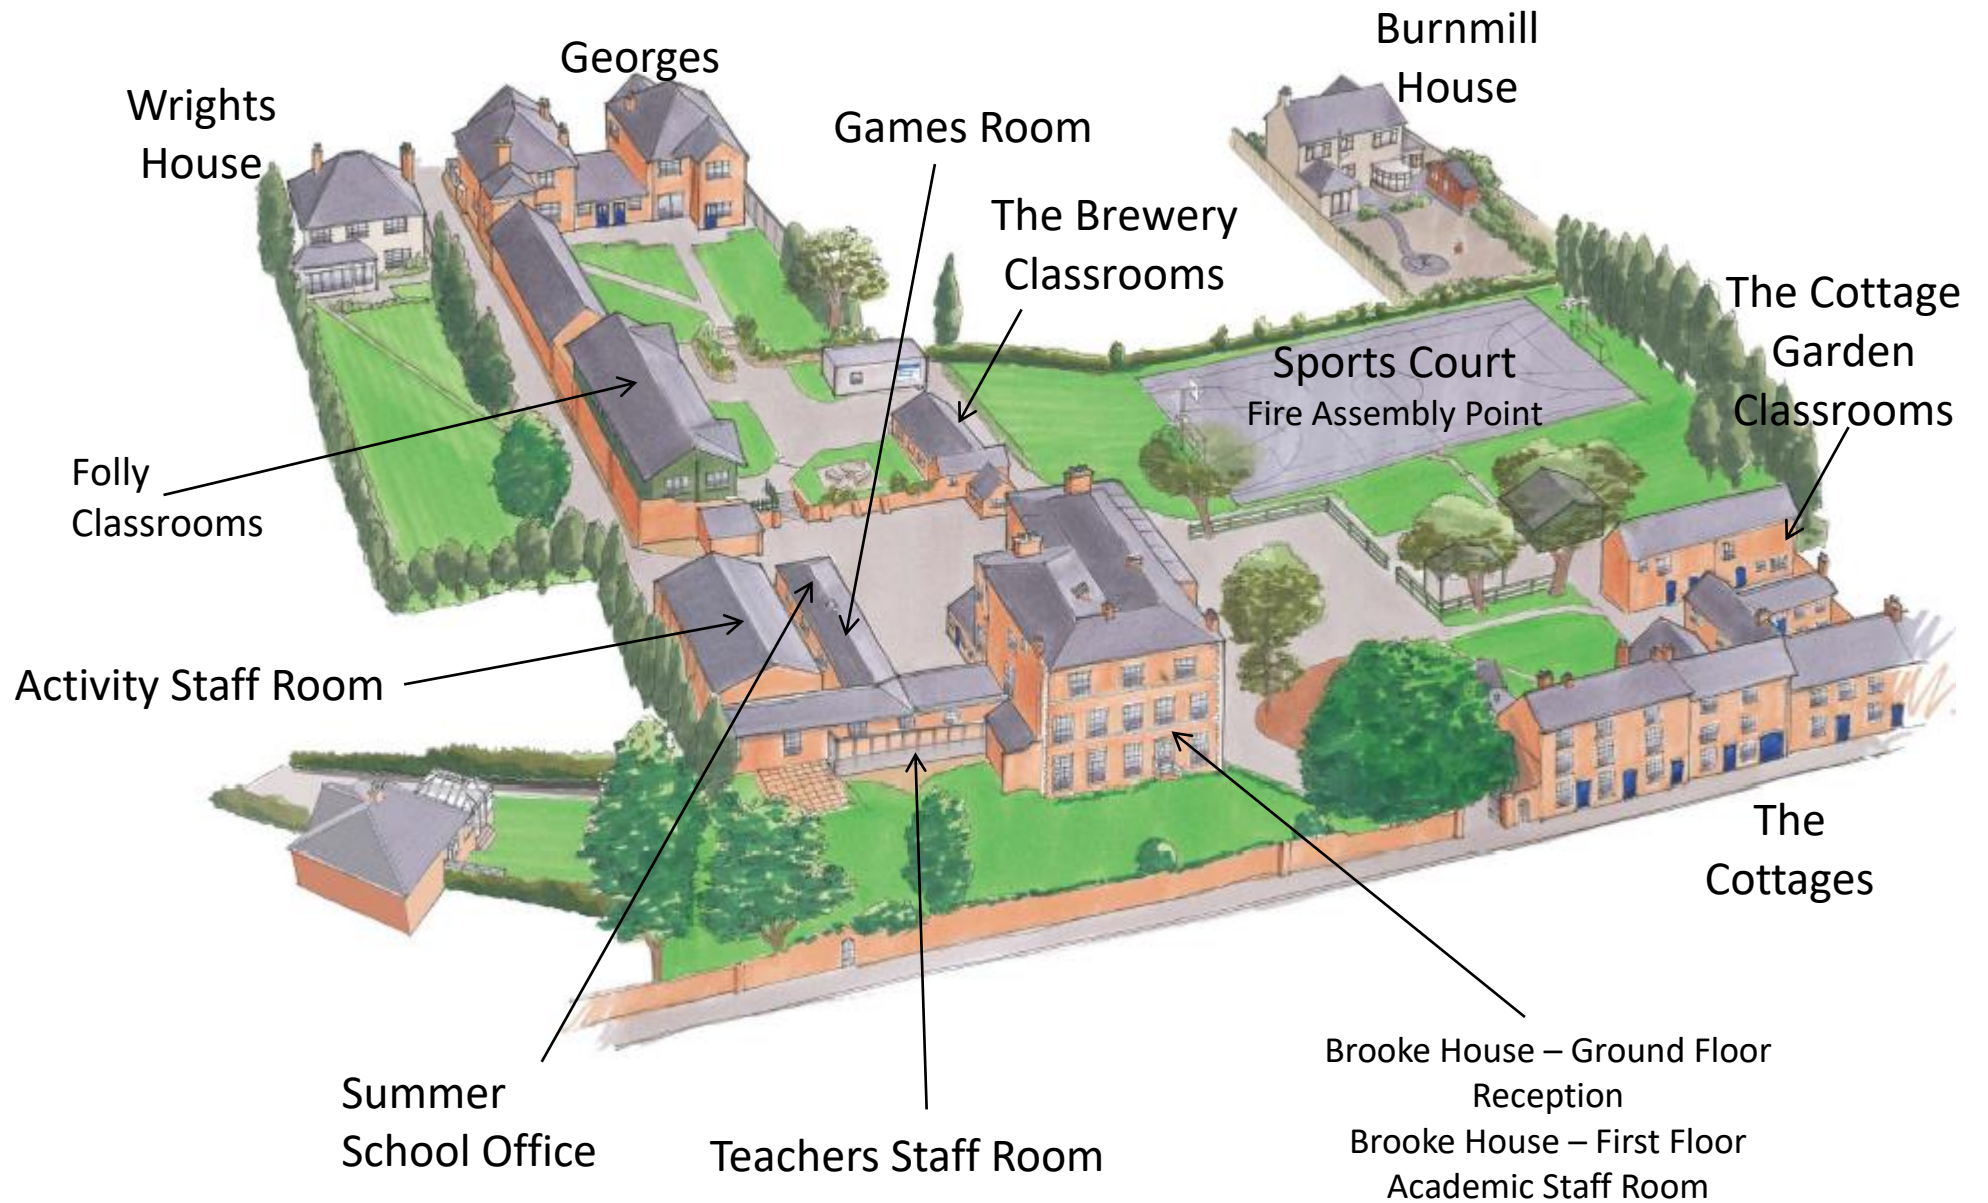 Georges
Burnmill
House
Wrights
House
Games Room
The Brewery
Classrooms
The Cottage
Garden
Classrooms
Sports Court
Fire Assembly Point
Folly
Classrooms
Activity Staff Room
The
Cottages
Summer
School Office
Teachers Staff Room
Brooke House – Ground Floor
Reception
Brooke House – First Floor
Academic Staff Room